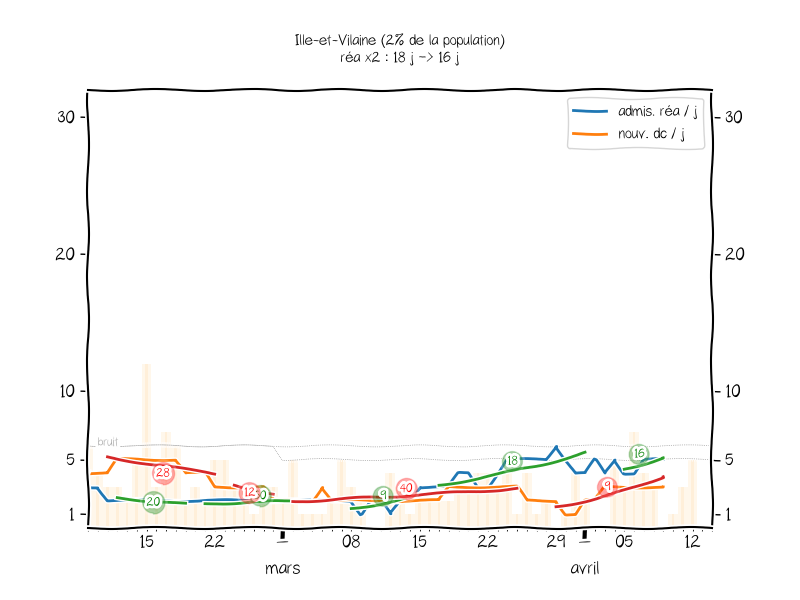 Ille-et-Vilaine (2% de la population)
réa x2 : 18 j -> 16 j
admis. réa / j
nouv. dc / j
30 30
20 20
10 10
bruit
5 5
1 1
28 20 12 9 40 18 9 16
15 22 1 08 15 22 29 1 05 12
mars avril